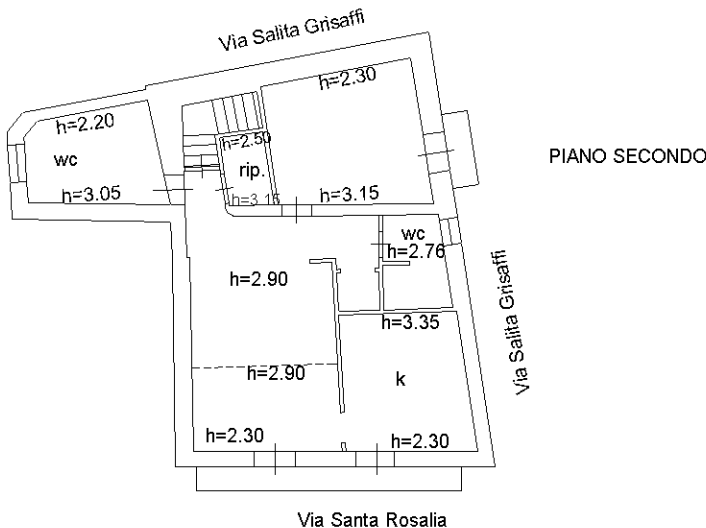 Via Salita Grisaffi
h=2.30
h=2.20
h=2.50
wc
rip.
PIANO SECONDO
h=3.05
h=3.15
h=3.15
wc
h=2.76
h=2.90
Via Salita Grisaffi
h=3.35
h=2.90
k
h=2.30
h=2.30
Via Santa Rosalia